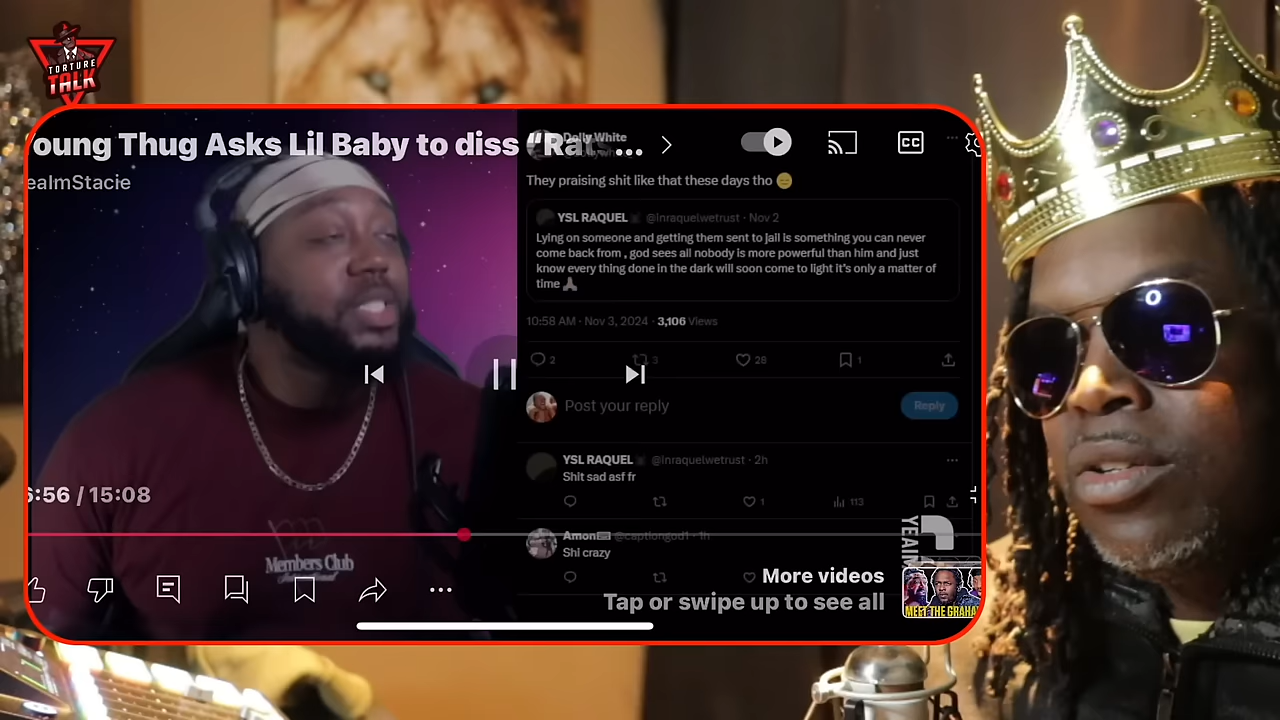 TORTURE
TALK
oung Thug Asks Lil Baby to diss “Rats ...
ealmStacie
CC
Dolly White
They praising shit like that these days tho
YSL RAQUEL @inraquelwetrust · Nov 2
Lying on someone and getting them sent to jail is something you can never
come back from , god sees all nobody is more powerful than him and just
know every thing done in the dark will soon come to light it's only a matter of
time
10:58 AM · Nov 3, 2024 · 3,106 Views
2 3 26 1
Post your reply
Reply
YSL RAQUEL @inraquelwetrust · 2h
Shit sad asf fr
1 113
6:56 / 15:08
Amon @captiongod1 · 1h
Shi crazy
Members Club
YEAIM
More videos
Tap or swipe up to see all
MEET THE GRAHA